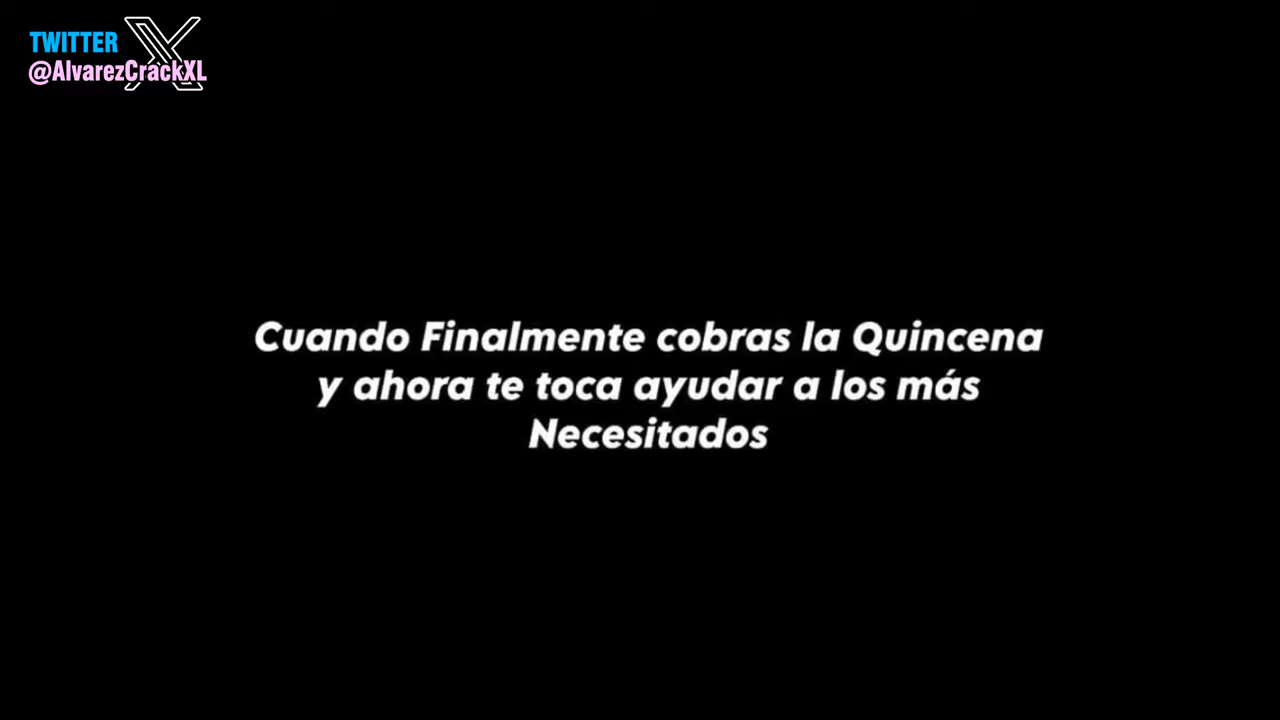 TWITTER
@AlvarezCrackXL
Cuando Finalmente cobras la Quincena
y ahora te toca ayudar a los más
Necesitados